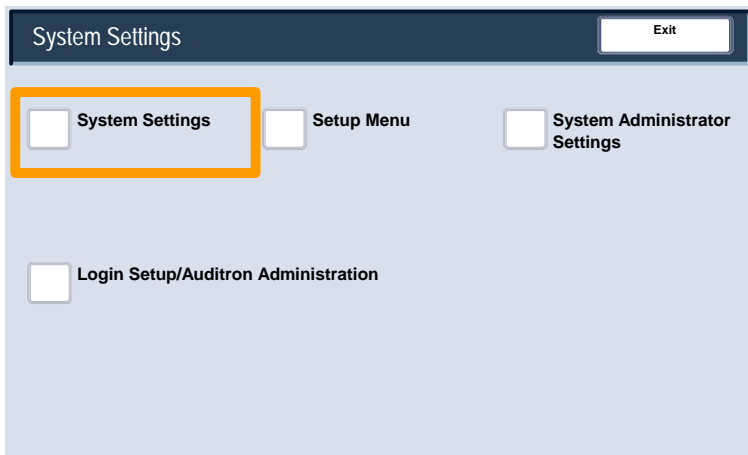 System Settings
Exit
System Settings
Setup Menu
System Administrator
Settings
Login Setup/Auditron Administration